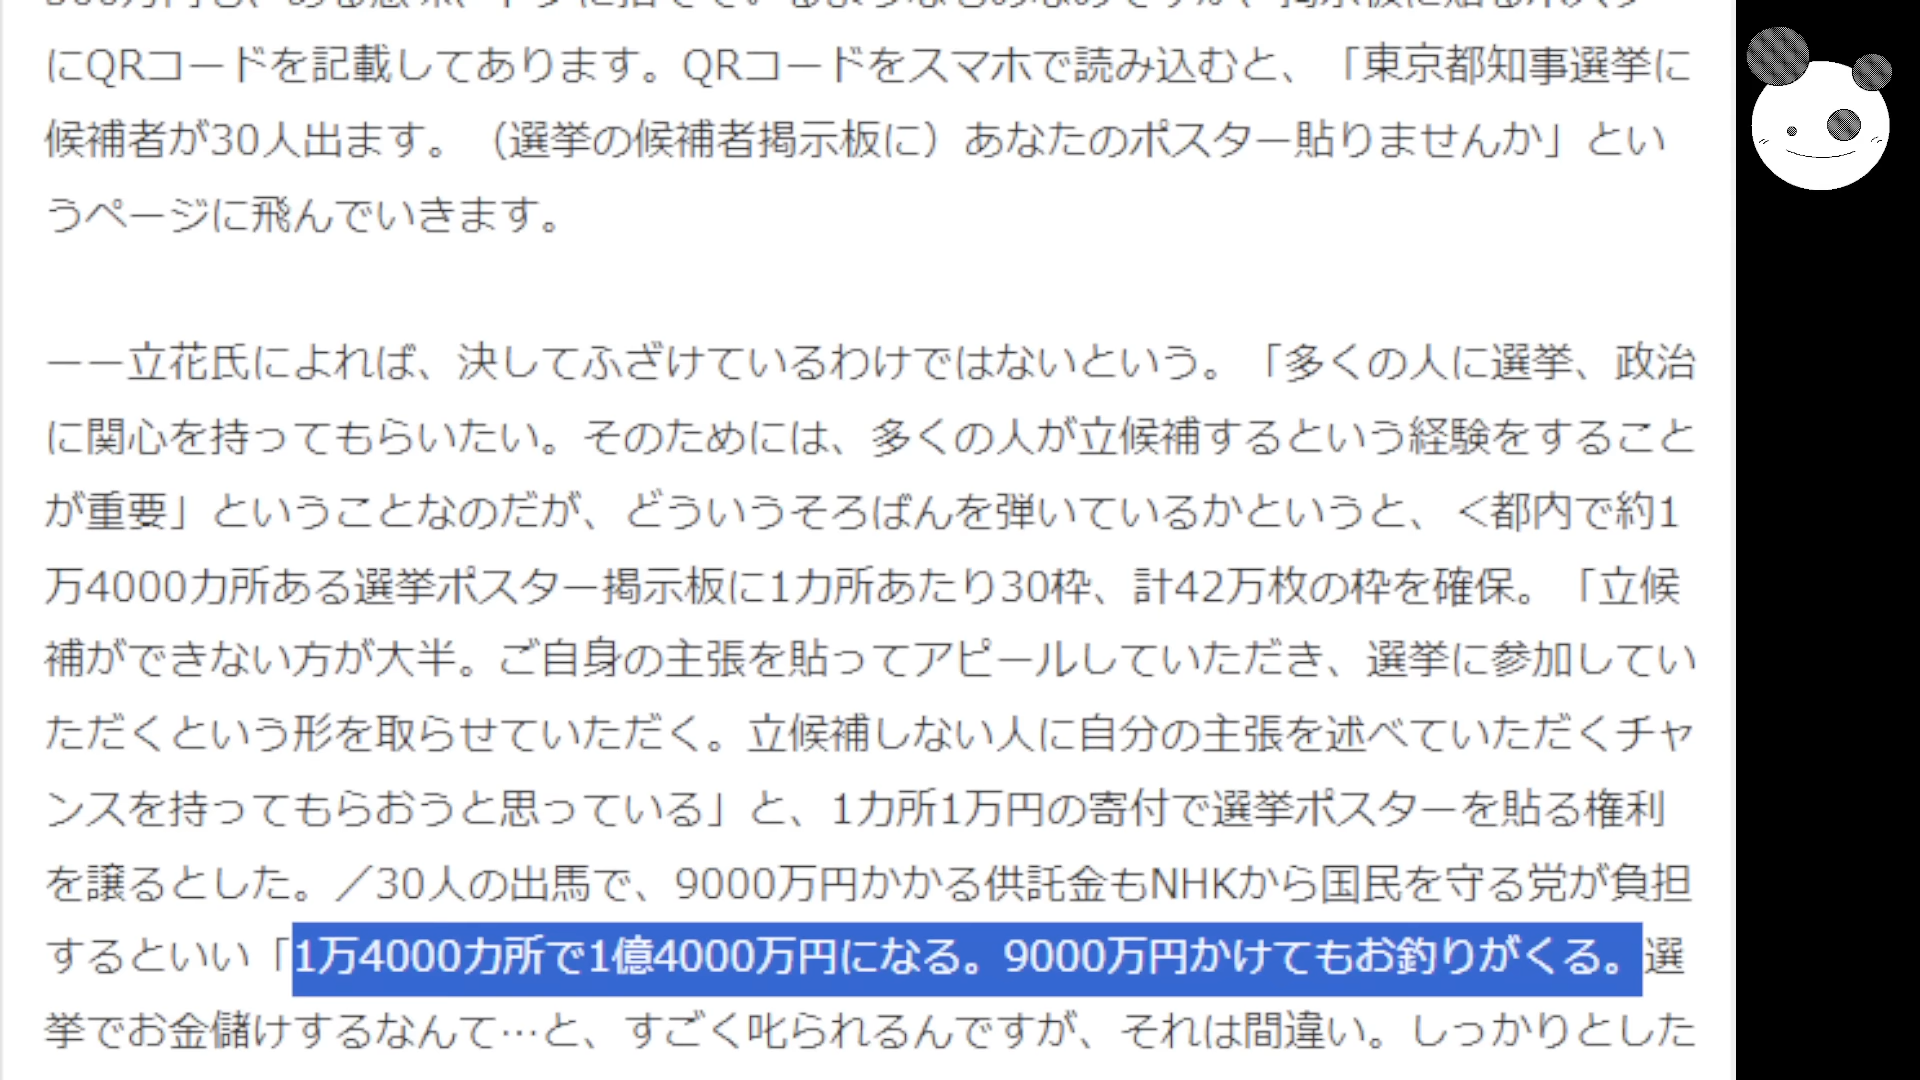 にQRコードを記載してあります。QRコードをスマホで読み込むと、「東京都知事選挙に
候補者が30人出ます。（選挙の候補者掲示板に）あなたのポスター貼りませんか」とい
うページに飛んでいきます。
ーー立花氏によれば、決してふざけているわけではないという。「多くの人に選挙、政治
に関心を持ってもらいたい。そのためには、多くの人が立候補するという経験をすること
が重要」ということなのだが、どういうそろばんを弾いているかというと、＜都内で約1
万4000カ所ある選挙ポスター掲示板に1カ所あたり30枠、計42万枚の枠を確保。「立候
補ができない方が大半。ご自身の主張を貼ってアピールしていただき、選挙に参加してい
ただくという形を取らせていただく。立候補しない人に自分の主張を述べていただくチャ
ンスを持ってもらおうと思っている」と、1カ所1万円の寄付で選挙ポスターを貼る権利
を譲るとした。／30人の出馬で、9000万円かかる供託金もNHKから国民を守る党が負担
するといい「1万4000カ所で1億4000万円になる。9000万円かけてもお釣りがくる。選
挙でお金儲けするなんて…と、すごく叱られるんですが、それは間違い。しっかりとした